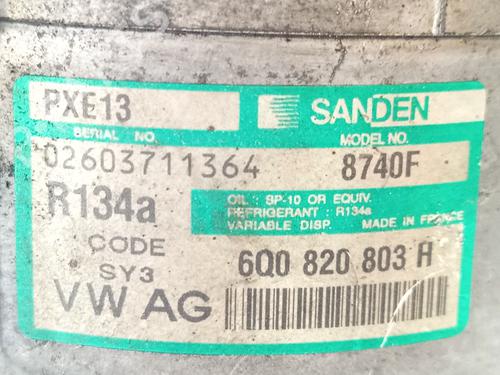 PXE13
SANDEN
SERIAL NO.
MODEL NO.
02603711364
8740F
R134a
OIL : SP-10 OR EQUIV.
REFRIGERANT : R134a
VARIABLE DISP. MADE IN FRANCE
CODE
SY3
6Q0 820 803 H
VW AG